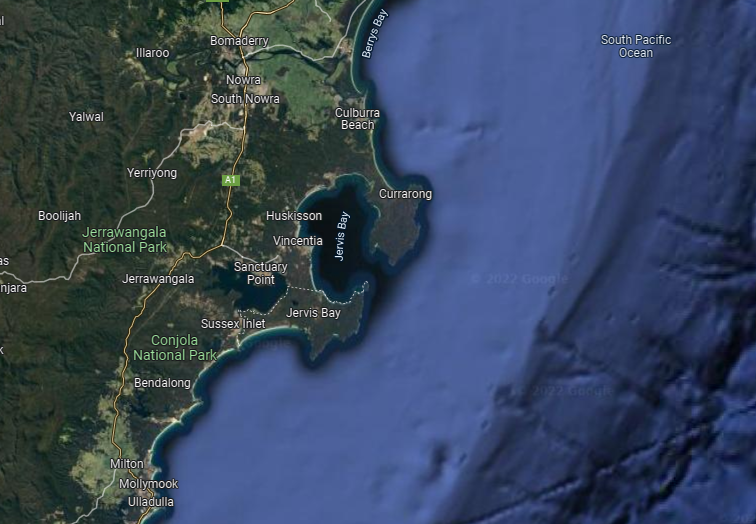 Berrys Bay
South Pacific
Ocean
Bomaderry
Illaroo
Nowra
South Nowra
Yalwal
Culburra
Beach
Yerriyong
A1
Currarong
Boolijah
Huskisson
Jervis Bay
Jerrawangala
National Park
Vincentia
Sanctuary
Point
Jerrawangala
njara
© 2022 Google
Jervis Bay
Sussex Inlet
Conjola
National Park
Google
Bendalong
© 2022 Google
Milton
Mollymook
Ulladulla